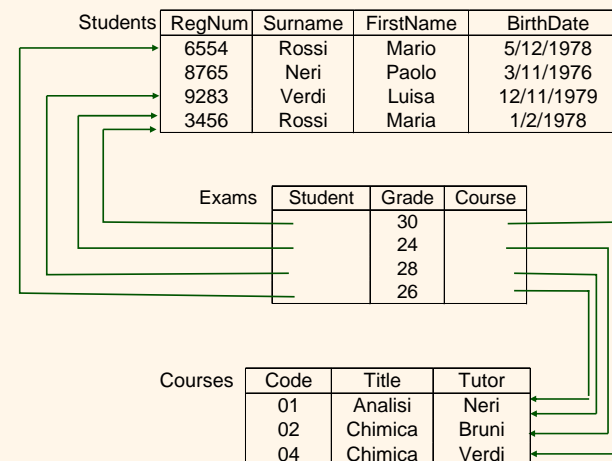 Students RegNum Surname FirstName BirthDate
6554 Rossi Mario 5/12/1978
8765 Neri Paolo 3/11/1976
9283 Verdi Luisa 12/11/1979
3456 Rossi Maria 1/2/1978
Exams Student Grade Course
30
24
28
26
Courses Code Title Tutor
01 Analisi Neri
02 Chimica Bruni
04 Chimica Verdi